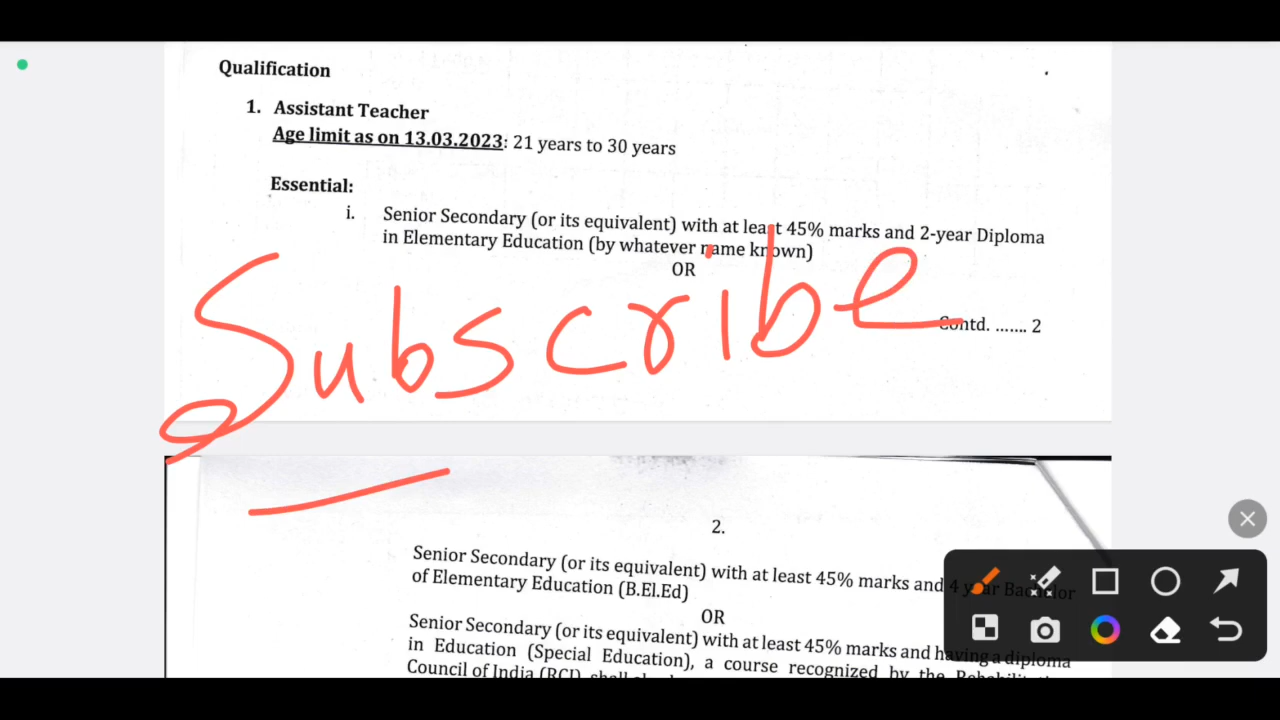 Qualification
1. Assistant Teacher
Age limit as on 13.03.2023: 21 years to 30 years
Essential:
i. Senior Secondary (or its equivalent) with at least 45% marks and 2-year Diploma
in Elementary Education (by whatever name known)
OR
Subscribe
Contd. ....... 2
2.
Senior Secondary (or its equivalent) with at least 45% marks and 4 year Bachelor
of Elementary Education (B.El.Ed)
OR
Senior Secondary (or its equivalent) with at least 45% marks and having a diploma
in Education (Special Education), a course recognized by the
Council of India (RCI)